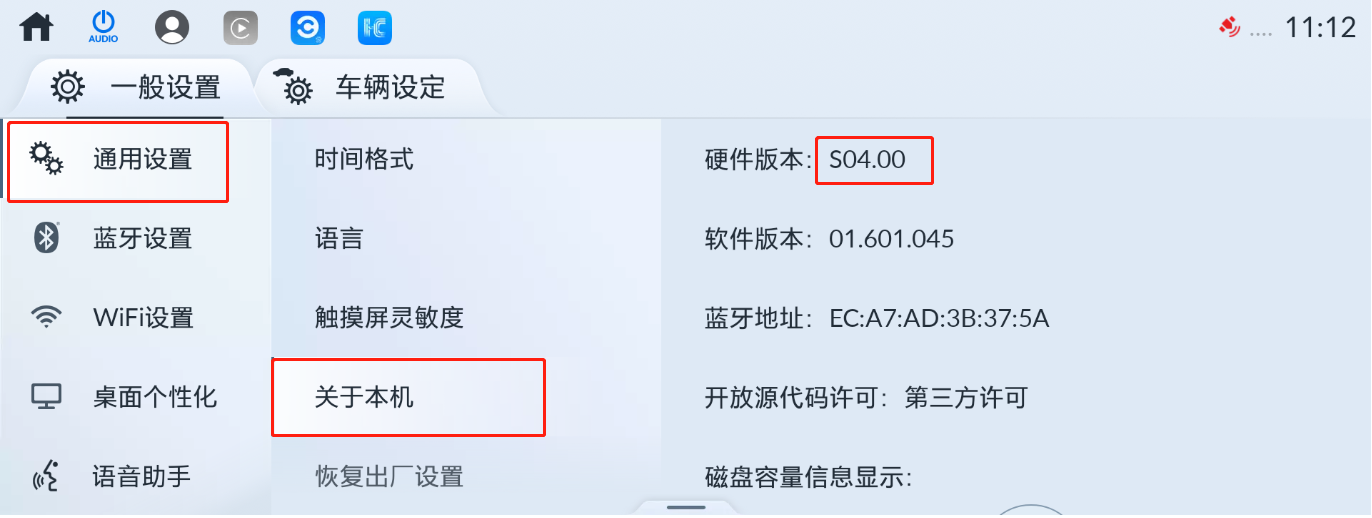 AUDIO
11:12
一般设置
车辆设定
通用设置
蓝牙设置
WiFi设置
桌面个性化
语音助手
时间格式
语言
触摸屏灵敏度
关于本机
恢复出厂设置
硬件版本: S04.00
软件版本: 01.601.045
蓝牙地址: EC:A7:AD:3B:37:5A
开放源代码许可: 第三方许可
磁盘容量信息显示: